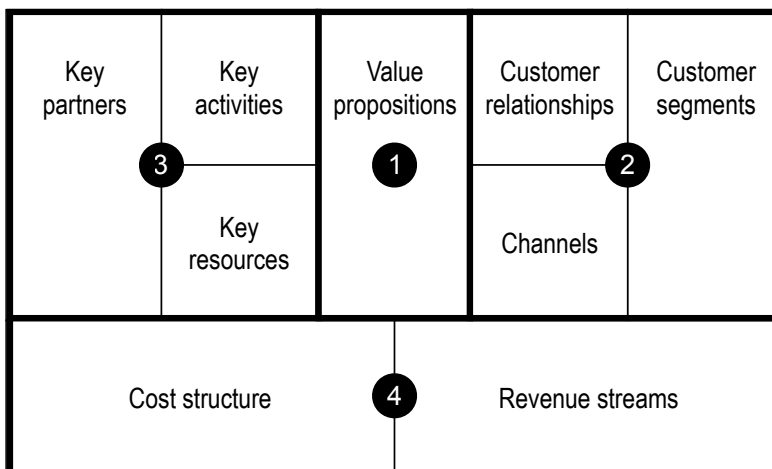 Key
partners
Key
activities
Value
propositions
Customer
relationships
Customer
segments
3
1
2
Key
resources
Channels
Cost structure
4
Revenue streams